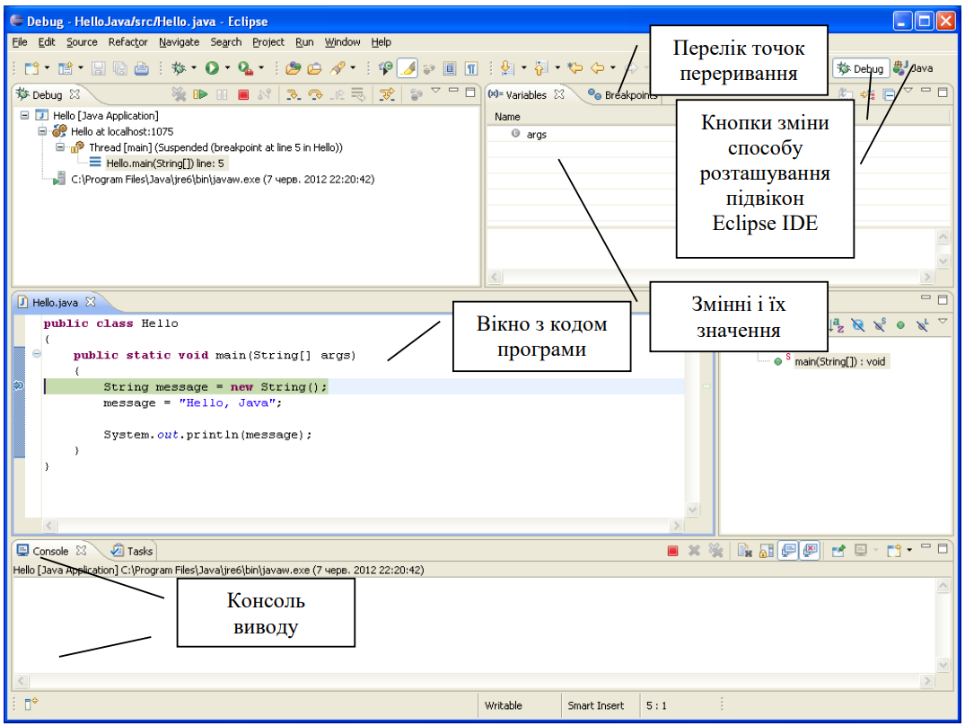 Debug - HelloJava/src/Hello.java - Eclipse
File Edit Source Refactor Navigate Search Project Run Window Help
Перелік точок
переривання
Debug Java
Debug
Variables Breakpoints
Hello [Java Application]
Hello at localhost:1075
Thread [main] (Suspended (breakpoint at line 5 in Hello))
Hello.main(String[]) line: 5
C:\Program Files\Java\jre6\bin\javaw.exe (7 черв. 2012 22:20:42)
Name
args
Кнопки зміни
способу
розташування
підвікон
Eclipse IDE
Змінні і їх
значення
Hello.java
public class Hello
{
public static void main(String[] args)
{
String message = new String();
message = "Hello, Java";
System.out.println(message);
}
}
Вікно з кодом
програми
main(String[]) : void
Console Tasks
Hello [Java Application] C:\Program Files\Java\jre6\bin\javaw.exe (7 черв. 2012 22:20:42)
Консоль
виводу
Writable Smart Insert 5 : 1